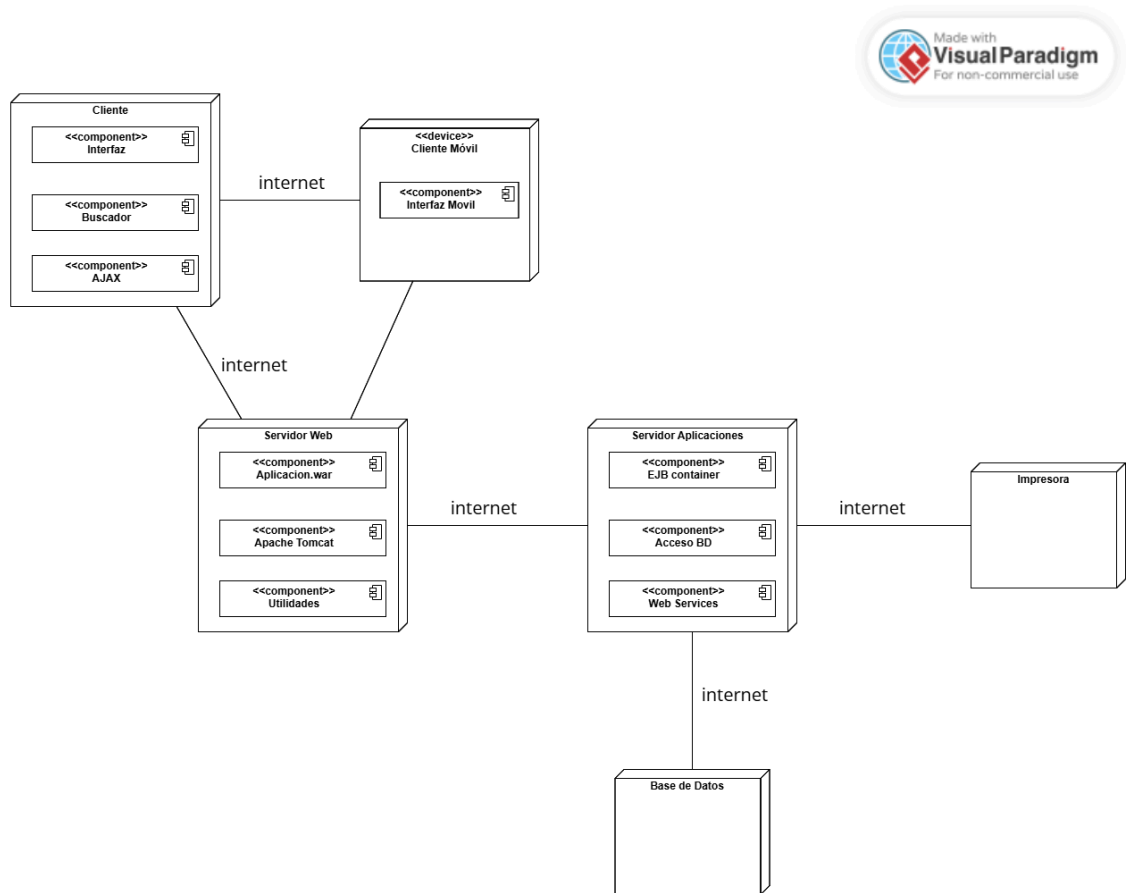 Made with
Visual Paradigm
For non-commercial use
Cliente
<<component>>
Interfaz
<<component>>
Buscador
<<component>>
AJAX
internet
<<device>>
Cliente Móvil
<<component>>
Interfaz Movil
internet
Servidor Web
<<component>>
Aplicacion.war
<<component>>
Apache Tomcat
<<component>>
Utilidades
internet
Servidor Aplicaciones
<<component>>
EJB container
<<component>>
Acceso BD
<<component>>
Web Services
internet
Impresora
internet
Base de Datos